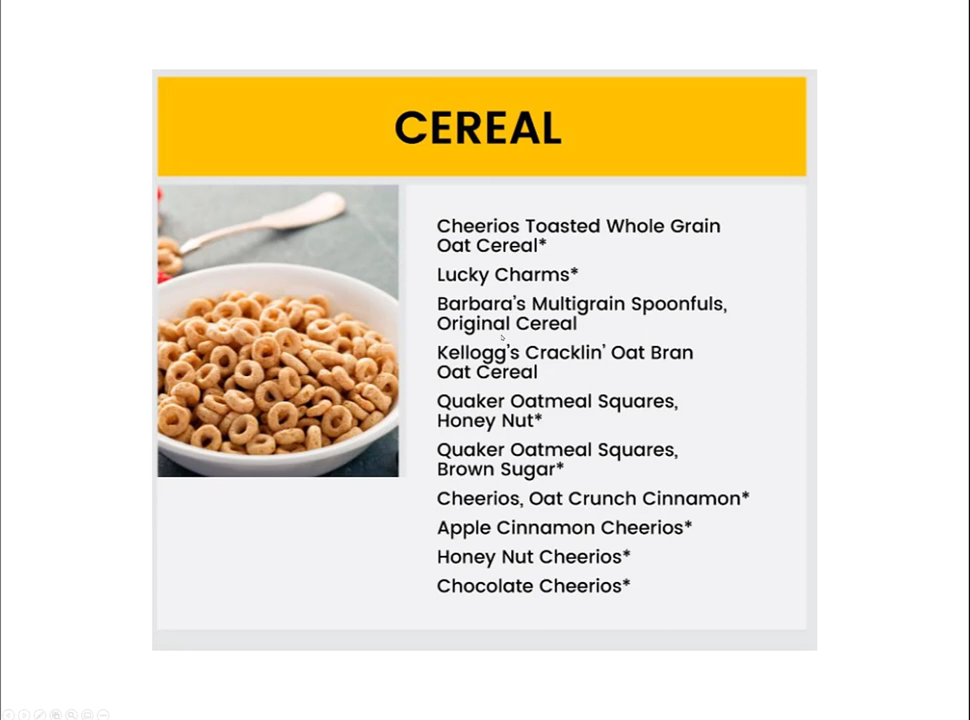 CEREAL
Cheerios Toasted Whole Grain
Oat Cereal*
Lucky Charms*
Barbara's Multigrain Spoonfuls,
Original Cereal
Kellogg's Cracklin' Oat Bran
Oat Cereal
Quaker Oatmeal Squares,
Honey Nut*
Quaker Oatmeal Squares,
Brown Sugar*
Cheerios, Oat Crunch Cinnamon*
Apple Cinnamon Cheerios*
Honey Nut Cheerios*
Chocolate Cheerios*